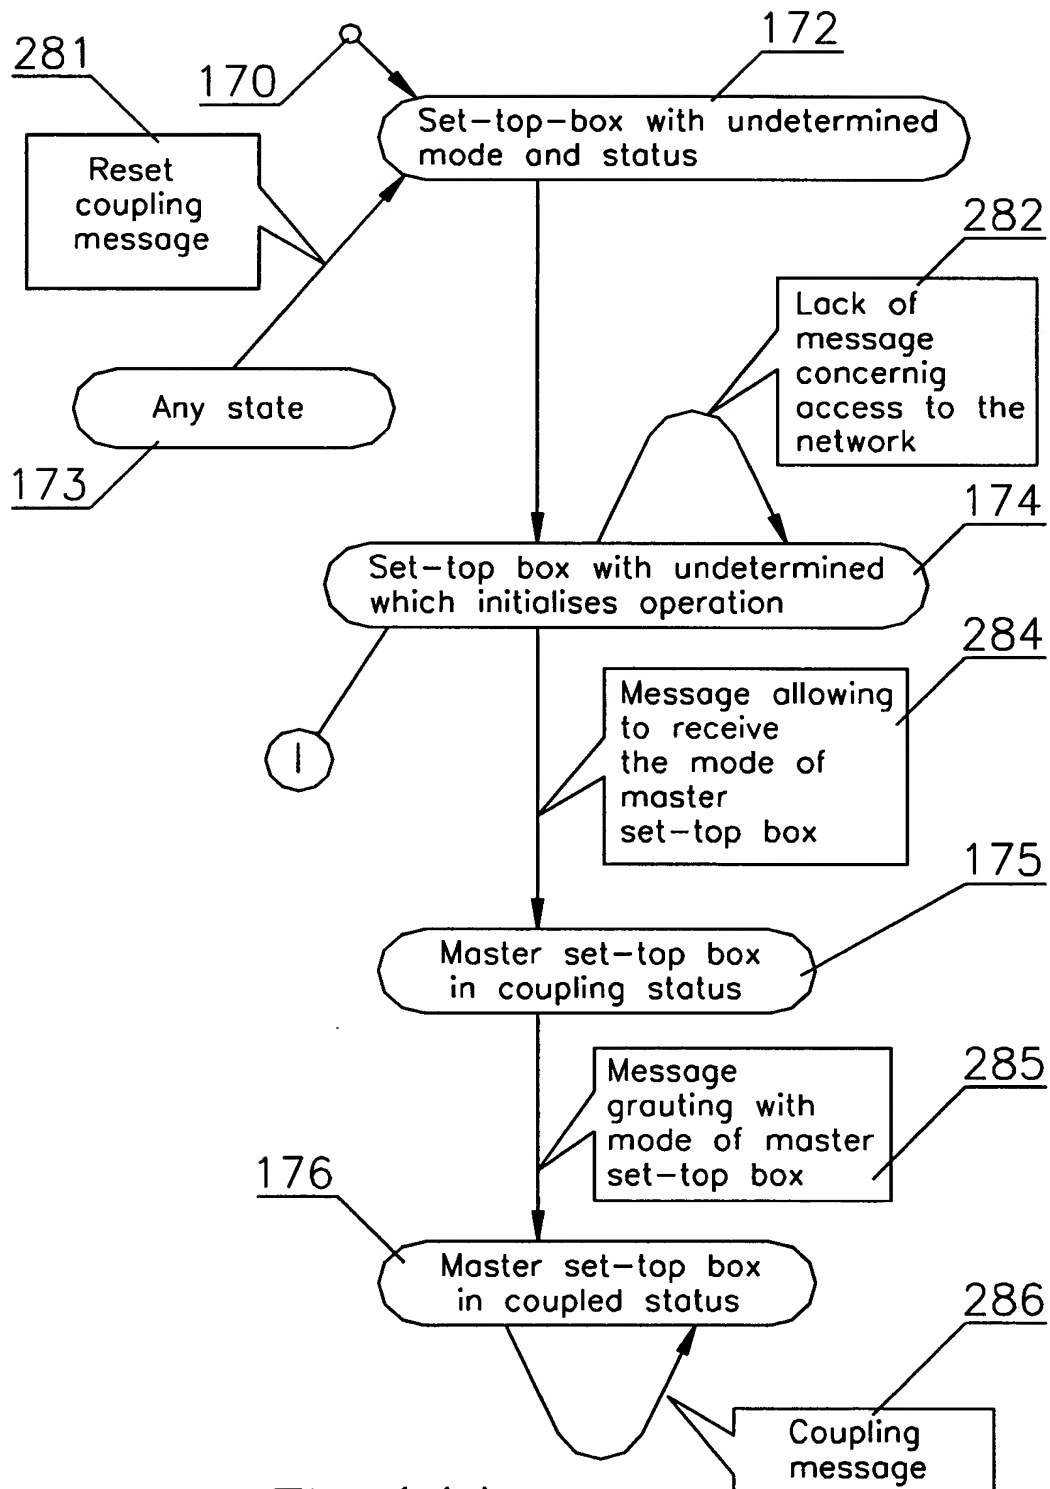 281
170
172
Set-top-box with undetermined
mode and status
Reset
coupling
message
282
Lack of
message
concernig
access to the
network
Any state
173
174
Set-top box with undetermined
which initialises operation
284
Message allowing
to receive
the mode of
master
set-top box
I
175
Master set-top box
in coupling status
285
Message
grauting with
mode of master
set-top box
176
Master set-top box
in coupled status
286
Coupling
message